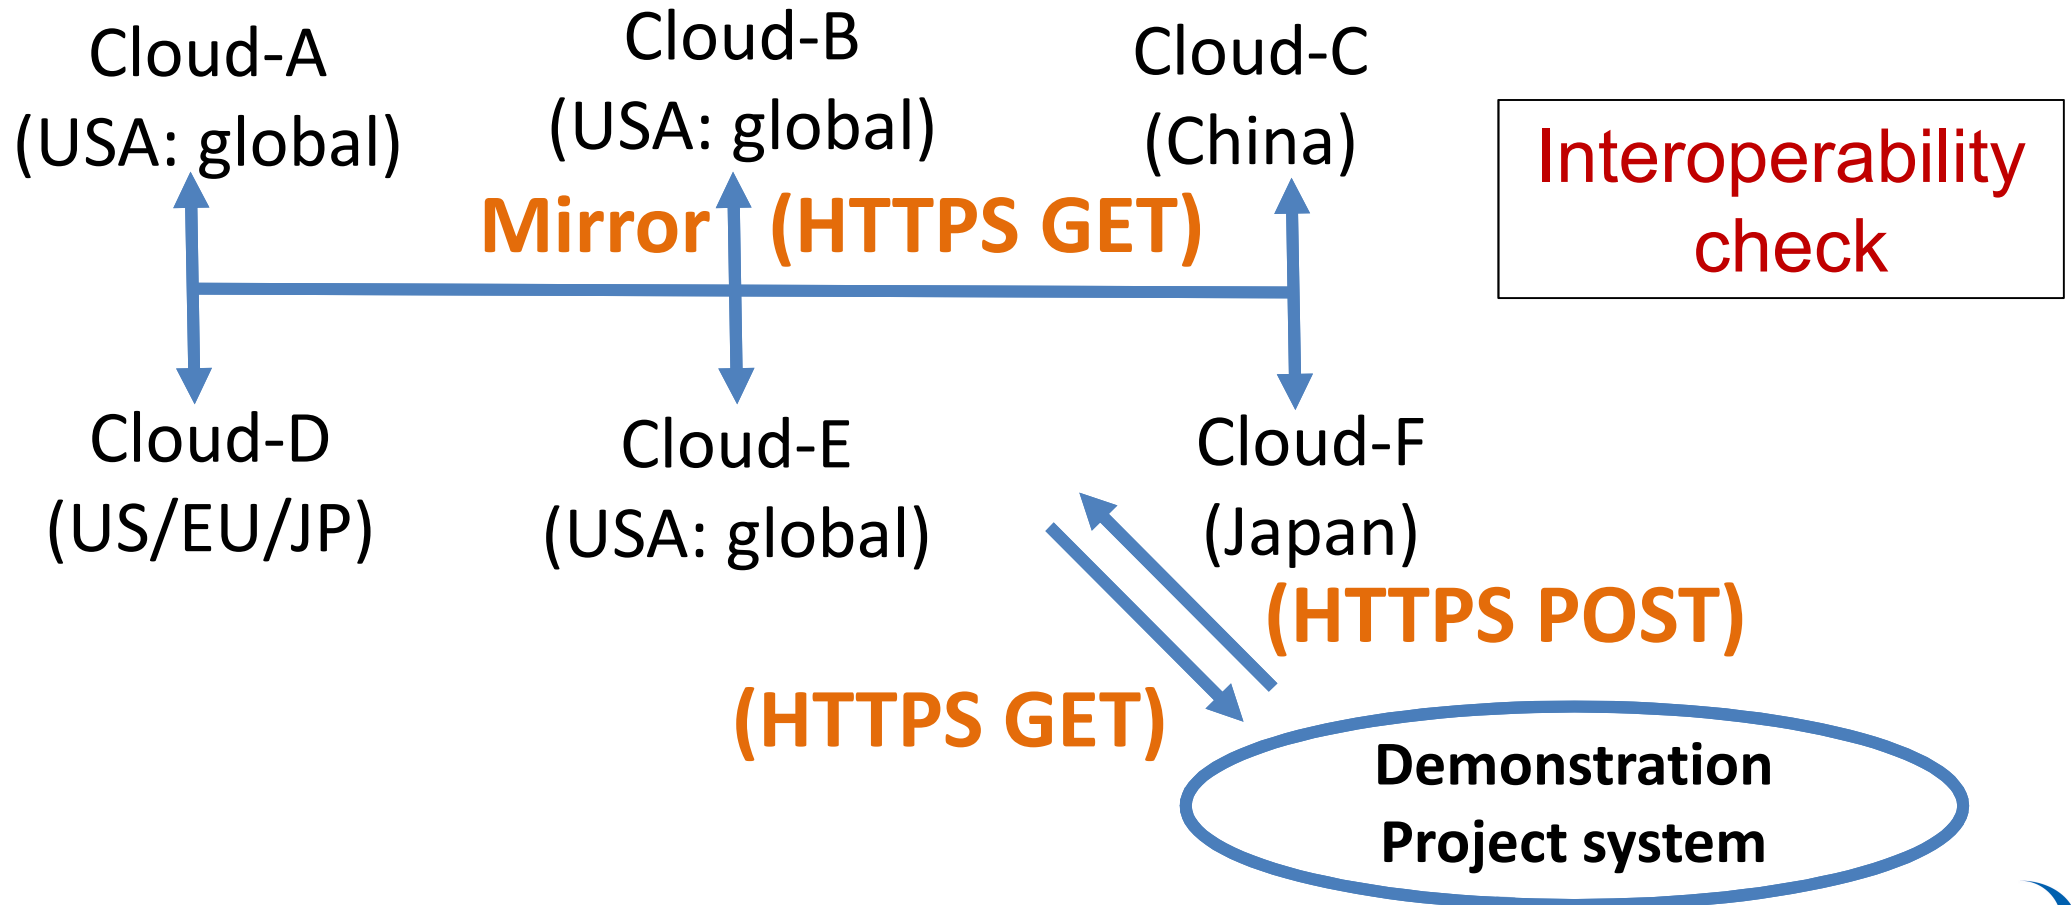 Cloud-A
(USA: global)
Cloud-B
(USA: global)
Cloud-C
(China)
Interoperability
check
Mirror (HTTPS GET)
Cloud-D
(US/EU/JP)
Cloud-E
(USA: global)
Cloud-F
(Japan)
(HTTPS POST)
(HTTPS GET)
Demonstration
Project system